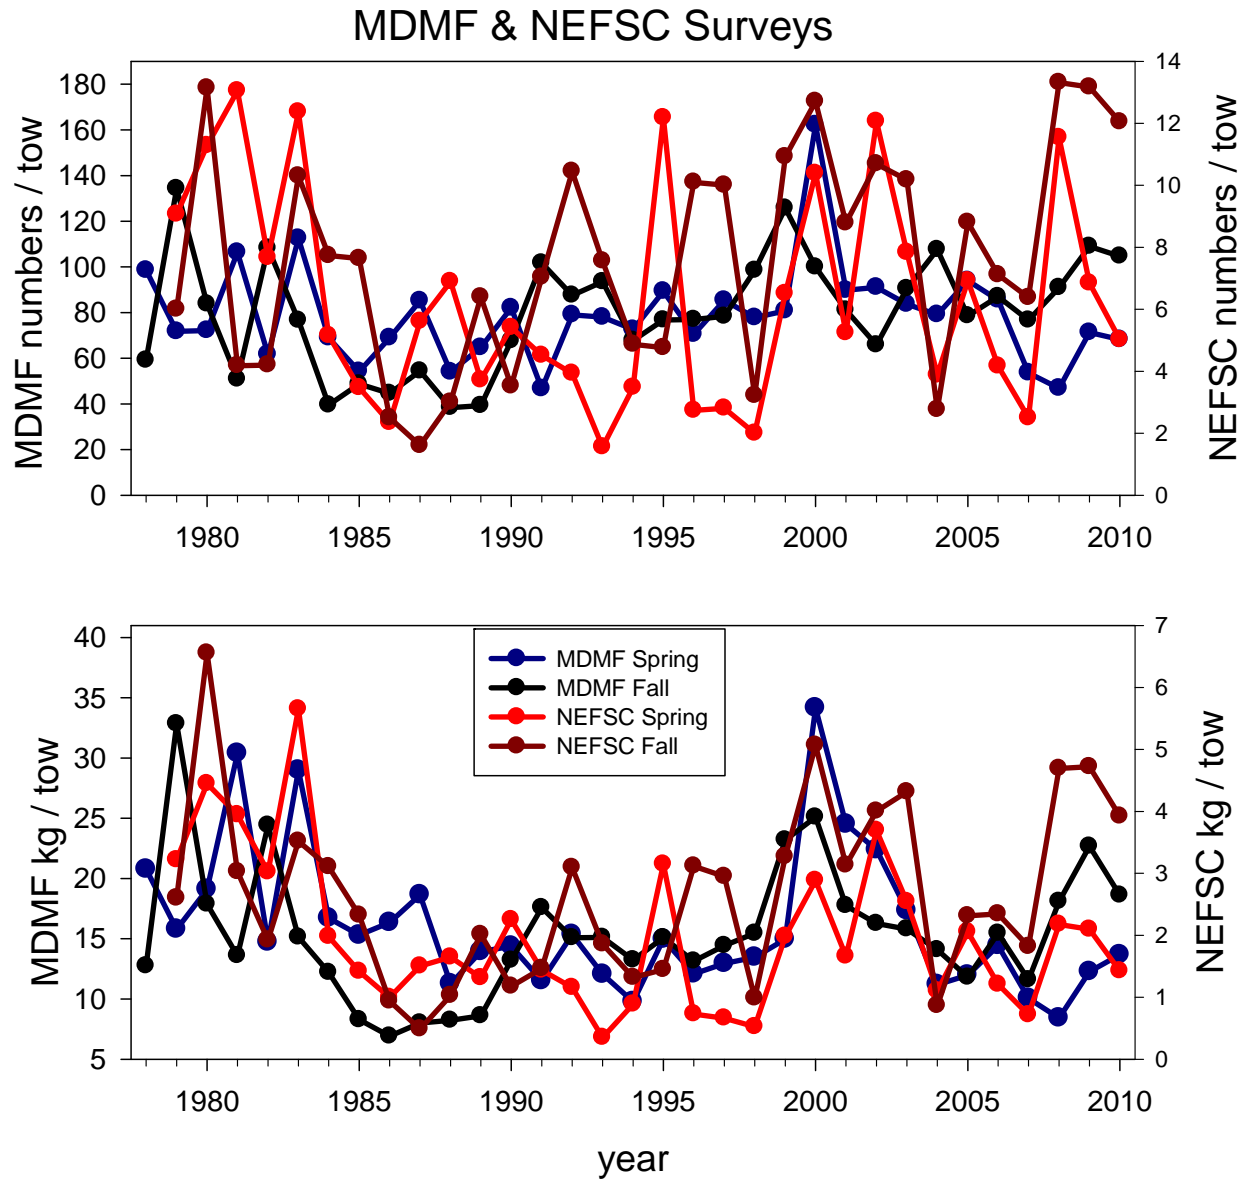 MDMF & NEFSC Surveys
MDMF numbers / tow
180
160
140
120
100
80
60
40
20
0
NEFSC numbers / tow
14
12
10
8
6
4
2
0
1980 1985 1990 1995 2000 2005 2010
MDMF kg / tow
40
35
30
25
20
15
10
5
MDMF Spring
MDMF Fall
NEFSC Spring
NEFSC Fall
NEFSC kg / tow
7
6
5
4
3
2
1
0
1980 1985 1990 1995 2000 2005 2010
year